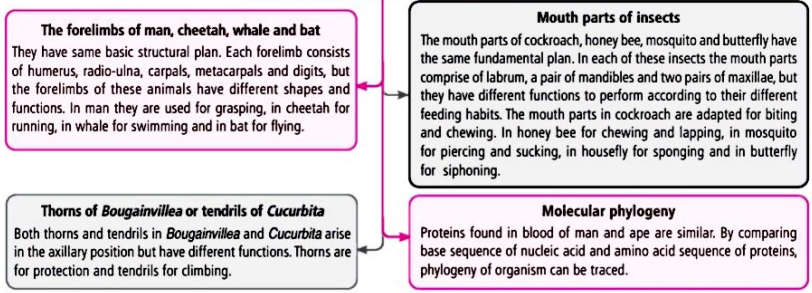 The forelimbs of man, cheetah, whale and bat
They have same basic structural plan. Each forelimb consists
of humerus, radio-ulna, carpals, metacarpals and digits, but
the forelimbs of these animals have different shapes and
functions. In man they are used for grasping, in cheetah for
running, in whale for swimming and in bat for flying.
Mouth parts of insects
The mouth parts of cockroach, honey bee, mosquito and butterfly have
the same fundamental plan. In each of these insects the mouth parts
comprise of labrum, a pair of mandibles and two pairs of maxillae, but
they have different functions to perform according to their different
feeding habits. The mouth parts in cockroach are adapted for biting
and chewing. In honey bee for chewing and lapping, in mosquito
for piercing and sucking, in housefly for sponging and in butterfly
for siphoning.
Thorns of Bougainvillea or tendrils of Cucurbita
Both thorns and tendrils in Bougainvillea and Cucurbita arise
in the axillary position but have different functions. Thorns are
for protection and tendrils for climbing.
Molecular phylogeny
Proteins found in blood of man and ape are similar. By comparing
base sequence of nucleic acid and amino acid sequence of proteins,
phylogeny of organism can be traced.